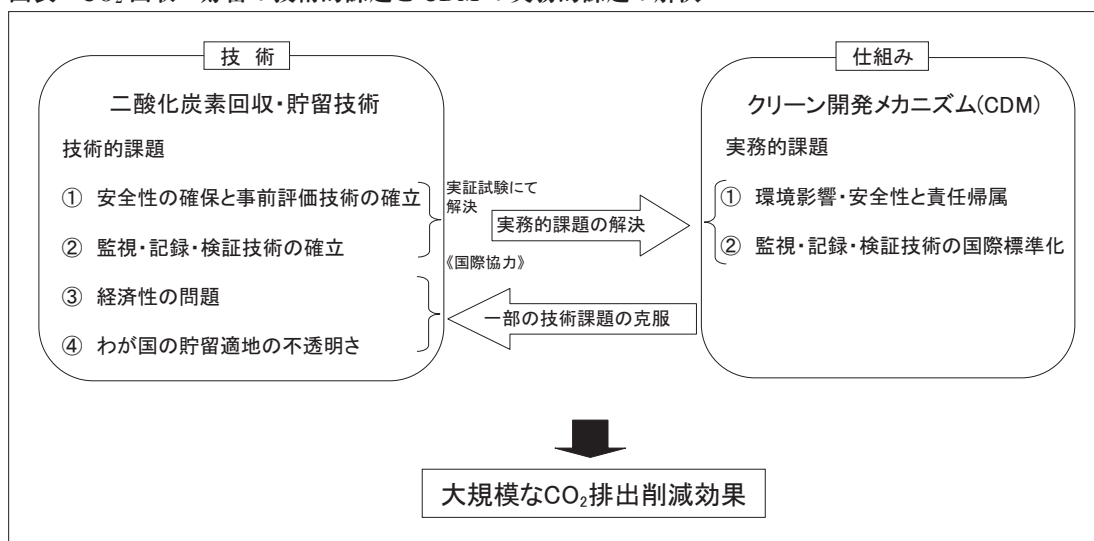 技 術
二酸化炭素回収・貯留技術
技術的課題
① 安全性の確保と事前評価技術の確立
② 監視・記録・検証技術の確立
③ 経済性の問題
④ わが国の貯留適地の不透明さ
実証試験にて
解決
実務的課題の解決
《国際協力》
一部の技術課題の克服
仕組み
クリーン開発メカニズム(CDM)
実務的課題
① 環境影響・安全性と責任帰属
② 監視・記録・検証技術の国際標準化
大規模なCO₂排出削減効果